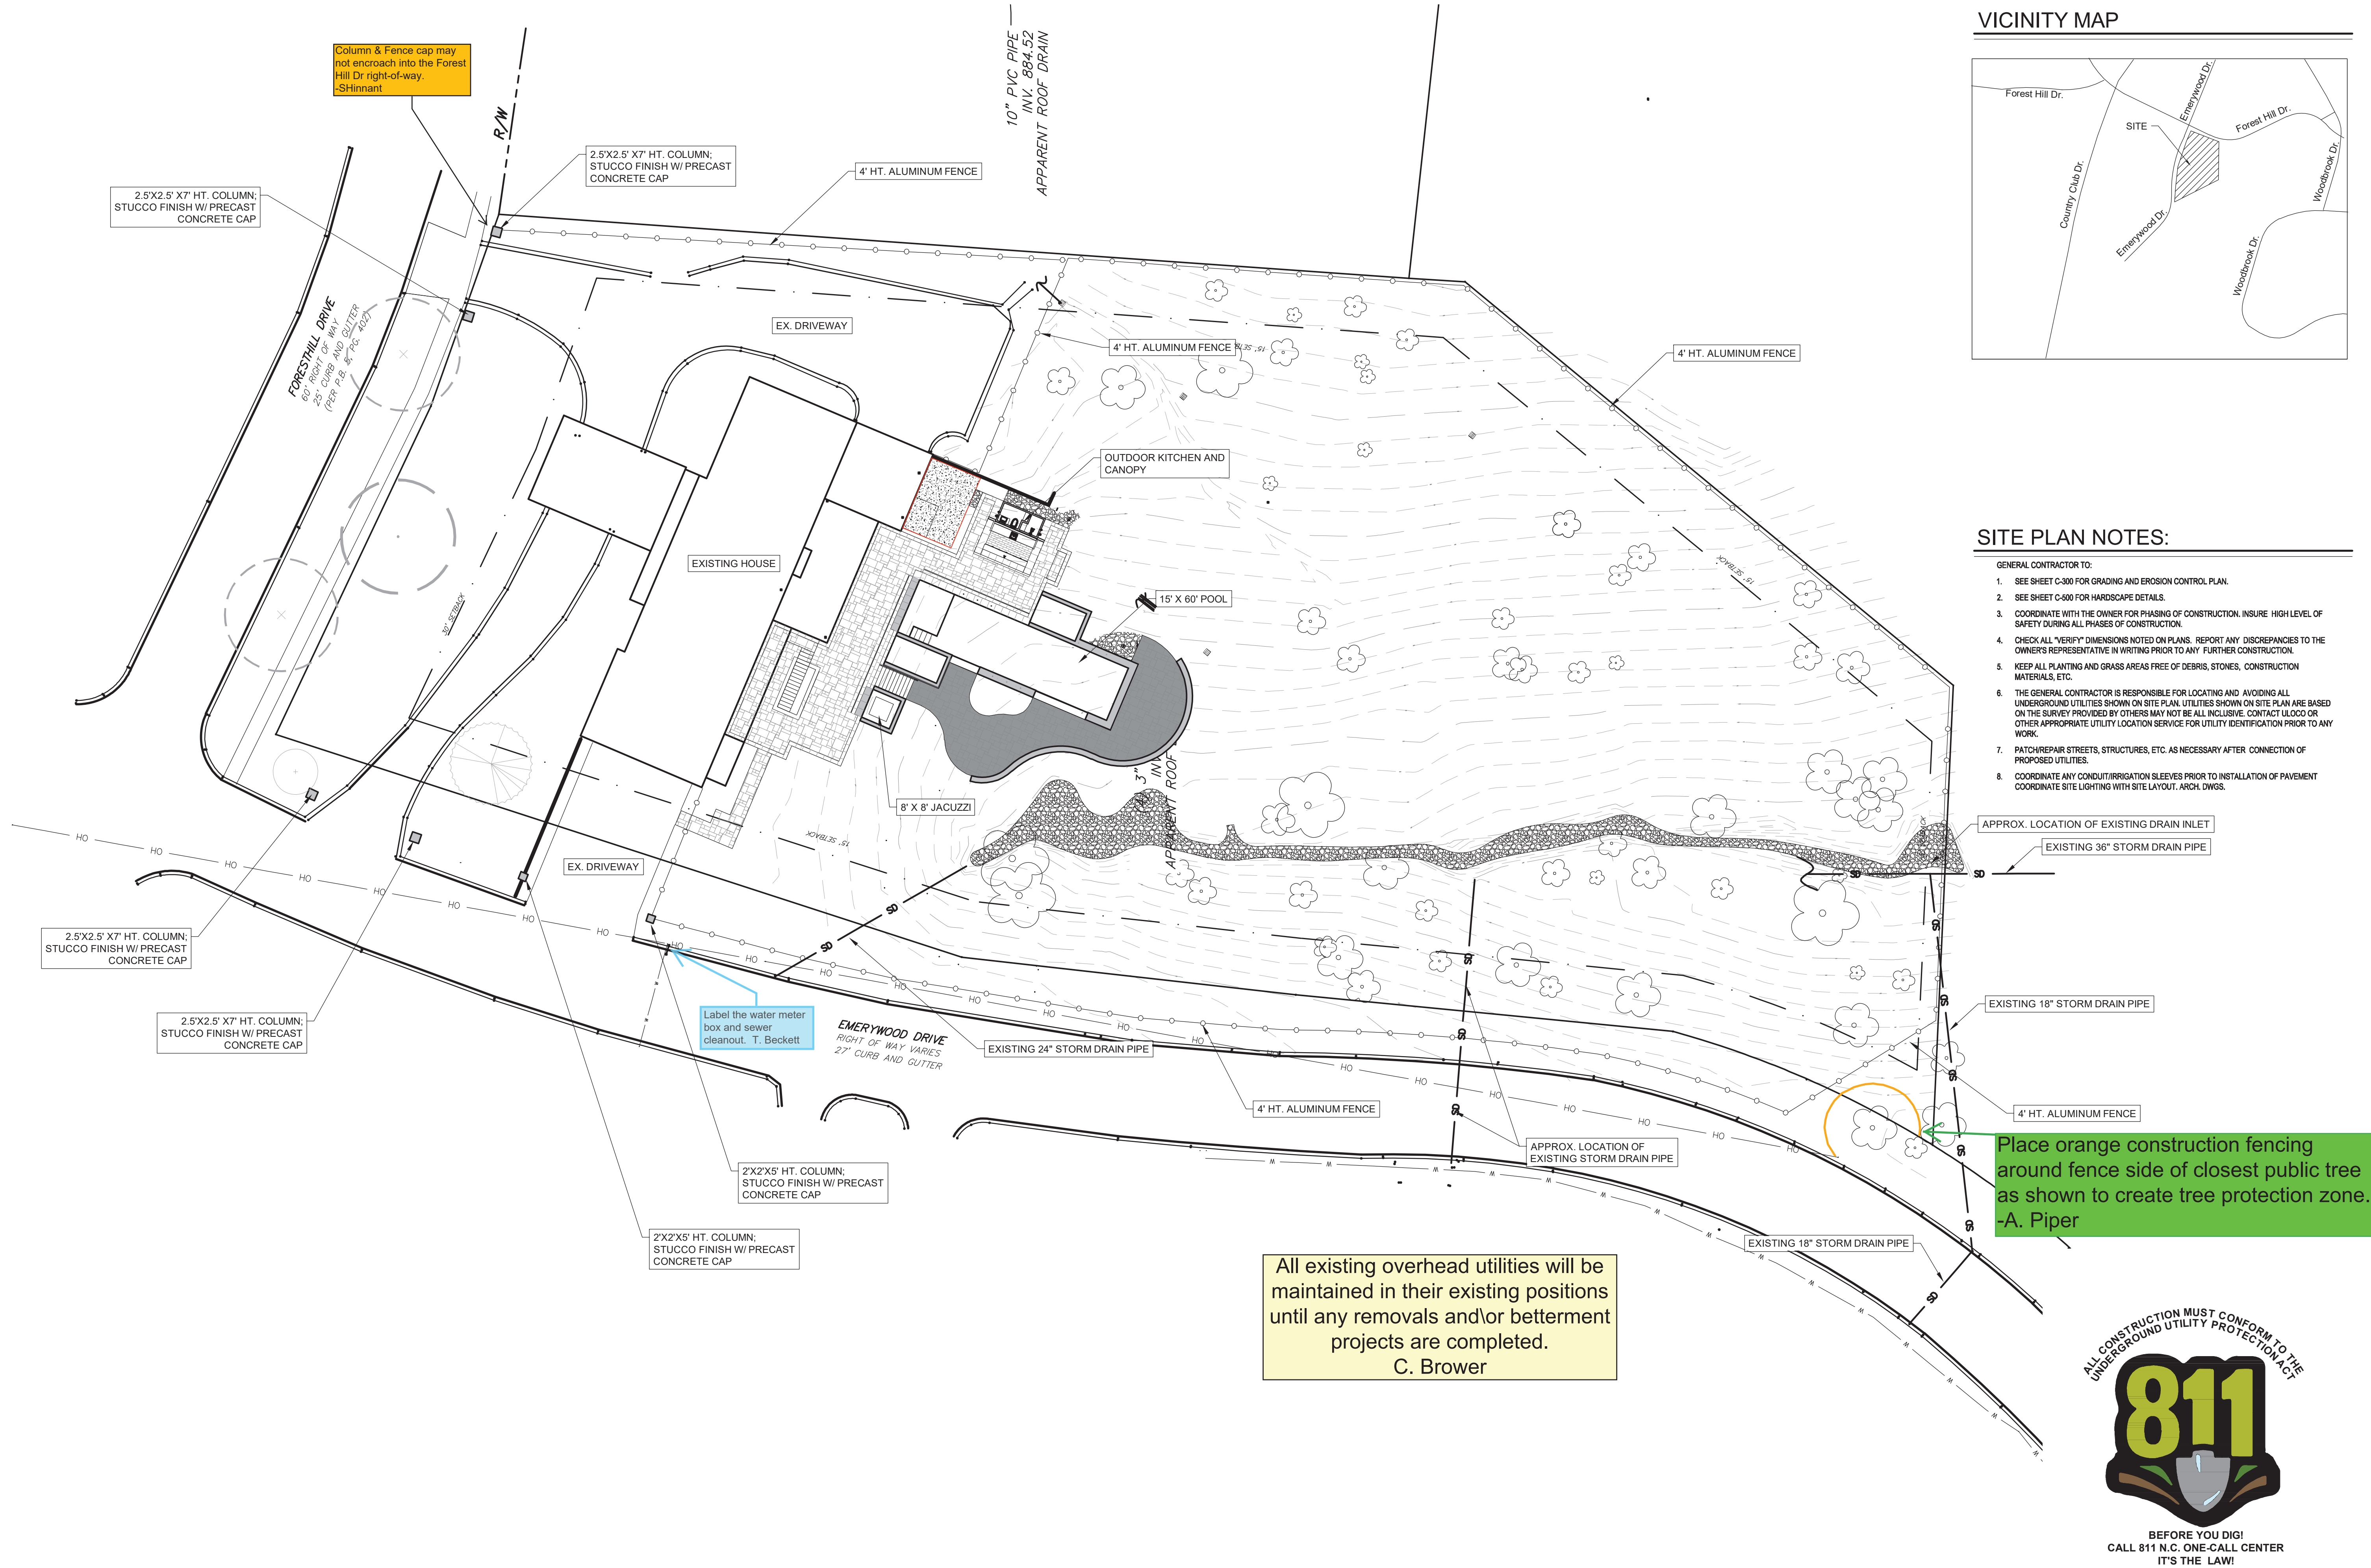 VICINITY MAP
Forest Hill Dr.
Emerywood Dr.
Forest Hill Dr.
SITE
Country Club Dr.
Woodbrook Dr.
Emerywood Dr.
Woodbrook Dr.
Column & Fence cap may
not encroach into the Forest
Hill Dr right-of-way.
-SHinnant
R/W
10" PVC PIPE
INV. 884.52
APPARENT ROOF DRAIN
2.5'X2.5' X7' HT. COLUMN;
STUCCO FINISH W/ PRECAST
CONCRETE CAP
4' HT. ALUMINUM FENCE
2.5'X2.5' X7' HT. COLUMN;
STUCCO FINISH W/ PRECAST
CONCRETE CAP
FORESTHILL DRIVE
60' RIGHT OF WAY
25' CURB AND GUTTER
(PER P.B. 5, PG. 402)
EX. DRIVEWAY
4' HT. ALUMINUM FENCE
15' SETB
4' HT. ALUMINUM FENCE
OUTDOOR KITCHEN AND
CANOPY
EXISTING HOUSE
15' SETBACK
30' SETBACK
15' X 60' POOL
3"
INV
APPARENT ROOF
8' X 8' JACUZZI
15' SETBACK
EX. DRIVEWAY
SITE PLAN NOTES:
GENERAL CONTRACTOR TO:
1. SEE SHEET C-300 FOR GRADING AND EROSION CONTROL PLAN.
2. SEE SHEET C-500 FOR HARDSCAPE DETAILS.
3. COORDINATE WITH THE OWNER FOR PHASING OF CONSTRUCTION. INSURE HIGH LEVEL OF
SAFETY DURING ALL PHASES OF CONSTRUCTION.
4. CHECK ALL "VERIFY" DIMENSIONS NOTED ON PLANS. REPORT ANY DISCREPANCIES TO THE
OWNER'S REPRESENTATIVE IN WRITING PRIOR TO ANY FURTHER CONSTRUCTION.
5. KEEP ALL PLANTING AND GRASS AREAS FREE OF DEBRIS, STONES, CONSTRUCTION
MATERIALS, ETC.
6. THE GENERAL CONTRACTOR IS RESPONSIBLE FOR LOCATING AND AVOIDING ALL
UNDERGROUND UTILITIES SHOWN ON SITE PLAN. UTILITIES SHOWN ON SITE PLAN ARE BASED
ON THE SURVEY PROVIDED BY OTHERS MAY NOT BE ALL INCLUSIVE. CONTACT ULOCO OR
OTHER APPROPRIATE UTILITY LOCATION SERVICE FOR UTILITY IDENTIFICATION PRIOR TO ANY
WORK.
7. PATCH/REPAIR STREETS, STRUCTURES, ETC. AS NECESSARY AFTER CONNECTION OF
PROPOSED UTILITIES.
8. COORDINATE ANY CONDUIT/IRRIGATION SLEEVES PRIOR TO INSTALLATION OF PAVEMENT
COORDINATE SITE LIGHTING WITH SITE LAYOUT. ARCH. DWGS.
APPROX. LOCATION OF EXISTING DRAIN INLET
EXISTING 36" STORM DRAIN PIPE
SD SD
2.5'X2.5' X7' HT. COLUMN;
STUCCO FINISH W/ PRECAST
CONCRETE CAP
2.5'X2.5' X7' HT. COLUMN;
STUCCO FINISH W/ PRECAST
CONCRETE CAP
Label the water meter
box and sewer
cleanout. T. Beckett
EMERYWOOD DRIVE
RIGHT OF WAY VARIES
27' CURB AND GUTTER
EXISTING 24" STORM DRAIN PIPE
EXISTING 18" STORM DRAIN PIPE
4' HT. ALUMINUM FENCE
4' HT. ALUMINUM FENCE
APPROX. LOCATION OF
EXISTING STORM DRAIN PIPE
Place orange construction fencing
around fence side of closest public tree
as shown to create tree protection zone.
-A. Piper
2'X2'X5' HT. COLUMN;
STUCCO FINISH W/ PRECAST
CONCRETE CAP
2'X2'X5' HT. COLUMN;
STUCCO FINISH W/ PRECAST
CONCRETE CAP
EXISTING 18" STORM DRAIN PIPE
All existing overhead utilities will be
maintained in their existing positions
until any removals and\or betterment
projects are completed.
C. Brower
ALL CONSTRUCTION MUST CONFORM TO THE
UNDERGROUND UTILITY PROTECTION ACT
811
BEFORE YOU DIG!
CALL 811 N.C. ONE-CALL CENTER
IT'S THE LAW!